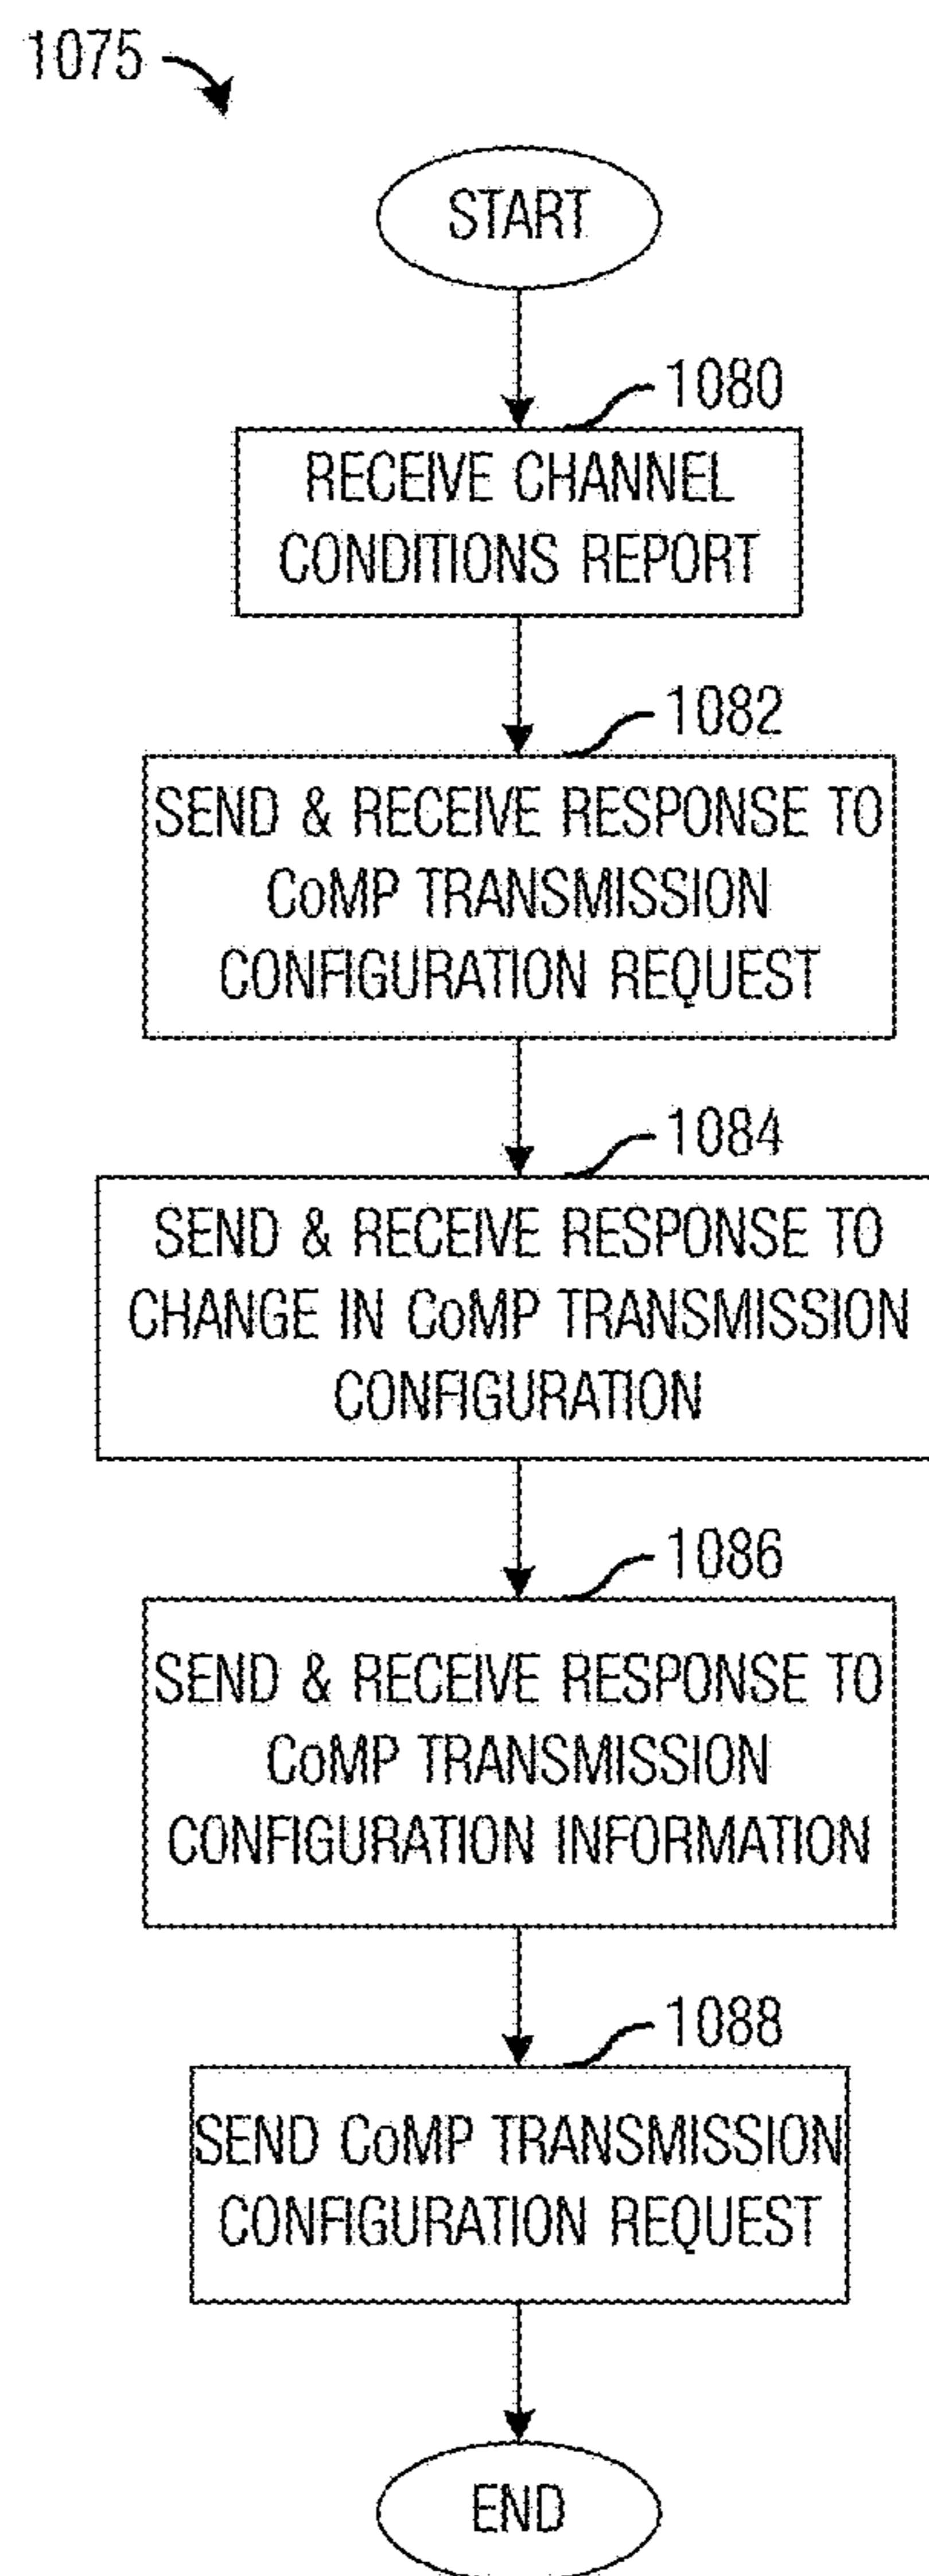 1075
START
1080
RECEIVE CHANNEL
CONDITIONS REPORT
1082
SEND & RECEIVE RESPONSE TO
CoMP TRANSMISSION
CONFIGURATION REQUEST
1084
SEND & RECEIVE RESPONSE TO
CHANGE IN CoMP TRANSMISSION
CONFIGURATION
1086
SEND & RECEIVE RESPONSE TO
CoMP TRANSMISSION
CONFIGURATION INFORMATION
1088
SEND CoMP TRANSMISSION
CONFIGURATION REQUEST
END